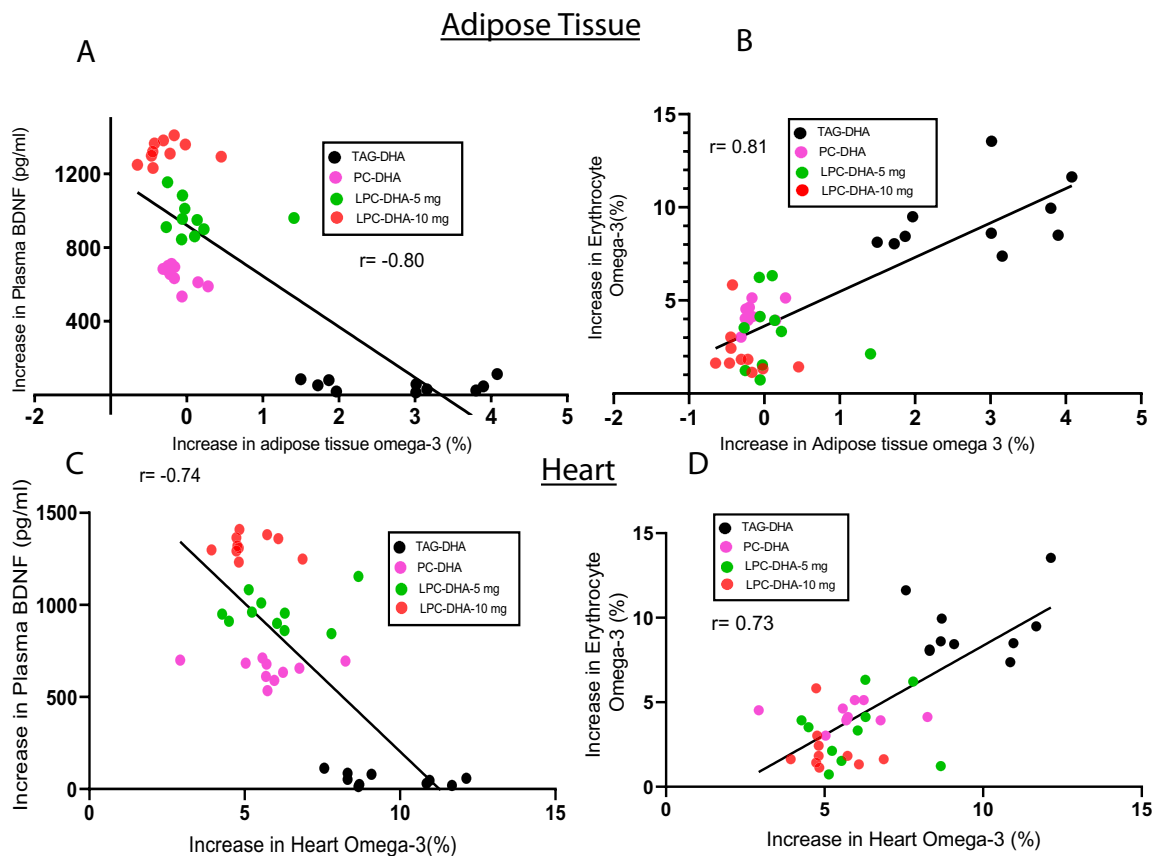 Adipose Tissue
A
Increase in Plasma BDNF (pg/ml)
1200
800
400
TAG-DHA
PC-DHA
LPC-DHA-5 mg
LPC-DHA-10 mg
r= -0.80
-2
0
1
2
3
4
5
Increase in adipose tissue omega-3 (%)
B
Increase in Erythrocyte
Omega-3(%)
15
10
5
r= 0.81
TAG-DHA
PC-DHA
LPC-DHA-5 mg
LPC-DHA-10 mg
-2
-1
0
1
2
3
4
5
Increase in Adipose tissue omega 3 (%)
Heart
C
r= -0.74
Increase in Plasma BDNF (pg/ml)
1500
1000
500
0
TAG-DHA
PC-DHA
LPC-DHA-5 mg
LPC-DHA-10 mg
0
5
10
15
Increase in Heart Omega-3(%)
D
Increase in Erythrocyte
Omega-3 (%)
15
10
5
0
TAG-DHA
PC-DHA
LPC-DHA-5 mg
LPC-DHA-10 mg
r= 0.73
0
5
10
15
Increase in Heart Omega-3 (%)